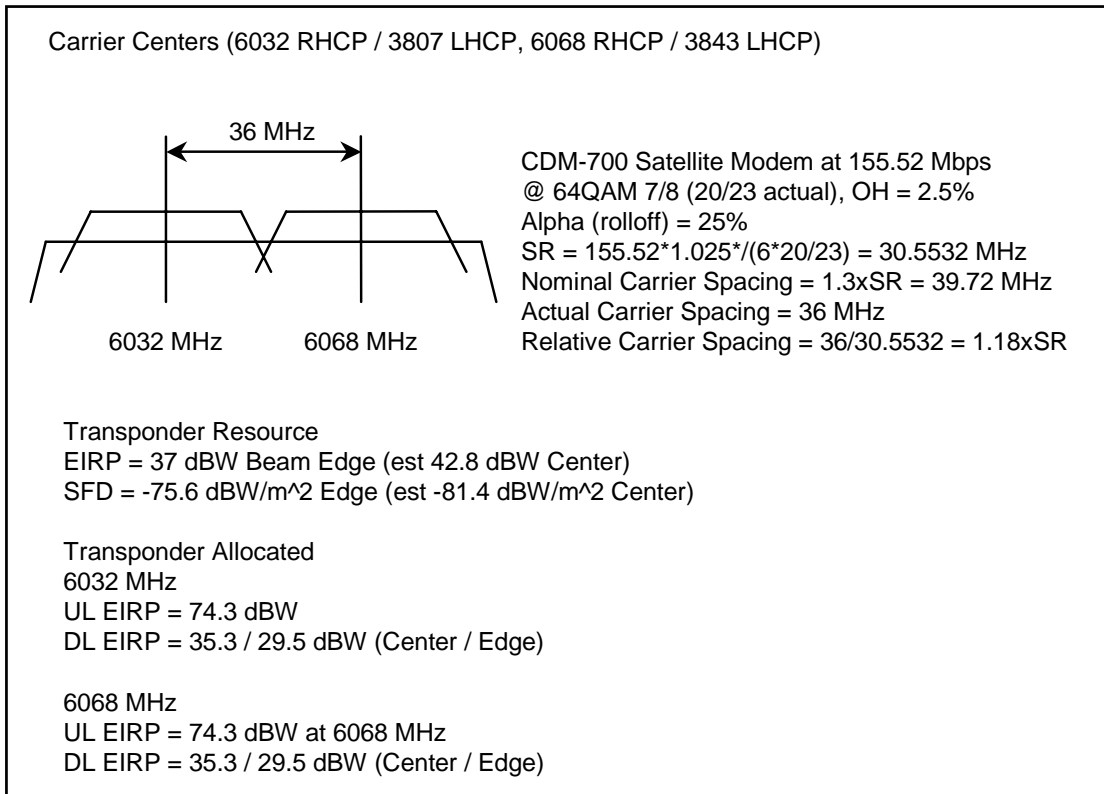 Carrier Centers (6032 RHCP / 3807 LHCP, 6068 RHCP / 3843 LHCP)
36 MHz
6032 MHz
6068 MHz
CDM-700 Satellite Modem at 155.52 Mbps
@ 64QAM 7/8 (20/23 actual), OH = 2.5%
Alpha (rolloff) = 25%
SR = 155.52*1.025*/(6*20/23) = 30.5532 MHz
Nominal Carrier Spacing = 1.3xSR = 39.72 MHz
Actual Carrier Spacing = 36 MHz
Relative Carrier Spacing = 36/30.5532 = 1.18xSR
Transponder Resource
EIRP = 37 dBW Beam Edge (est 42.8 dBW Center)
SFD = -75.6 dBW/m^2 Edge (est -81.4 dBW/m^2 Center)
Transponder Allocated
6032 MHz
UL EIRP = 74.3 dBW
DL EIRP = 35.3 / 29.5 dBW (Center / Edge)
6068 MHz
UL EIRP = 74.3 dBW at 6068 MHz
DL EIRP = 35.3 / 29.5 dBW (Center / Edge)